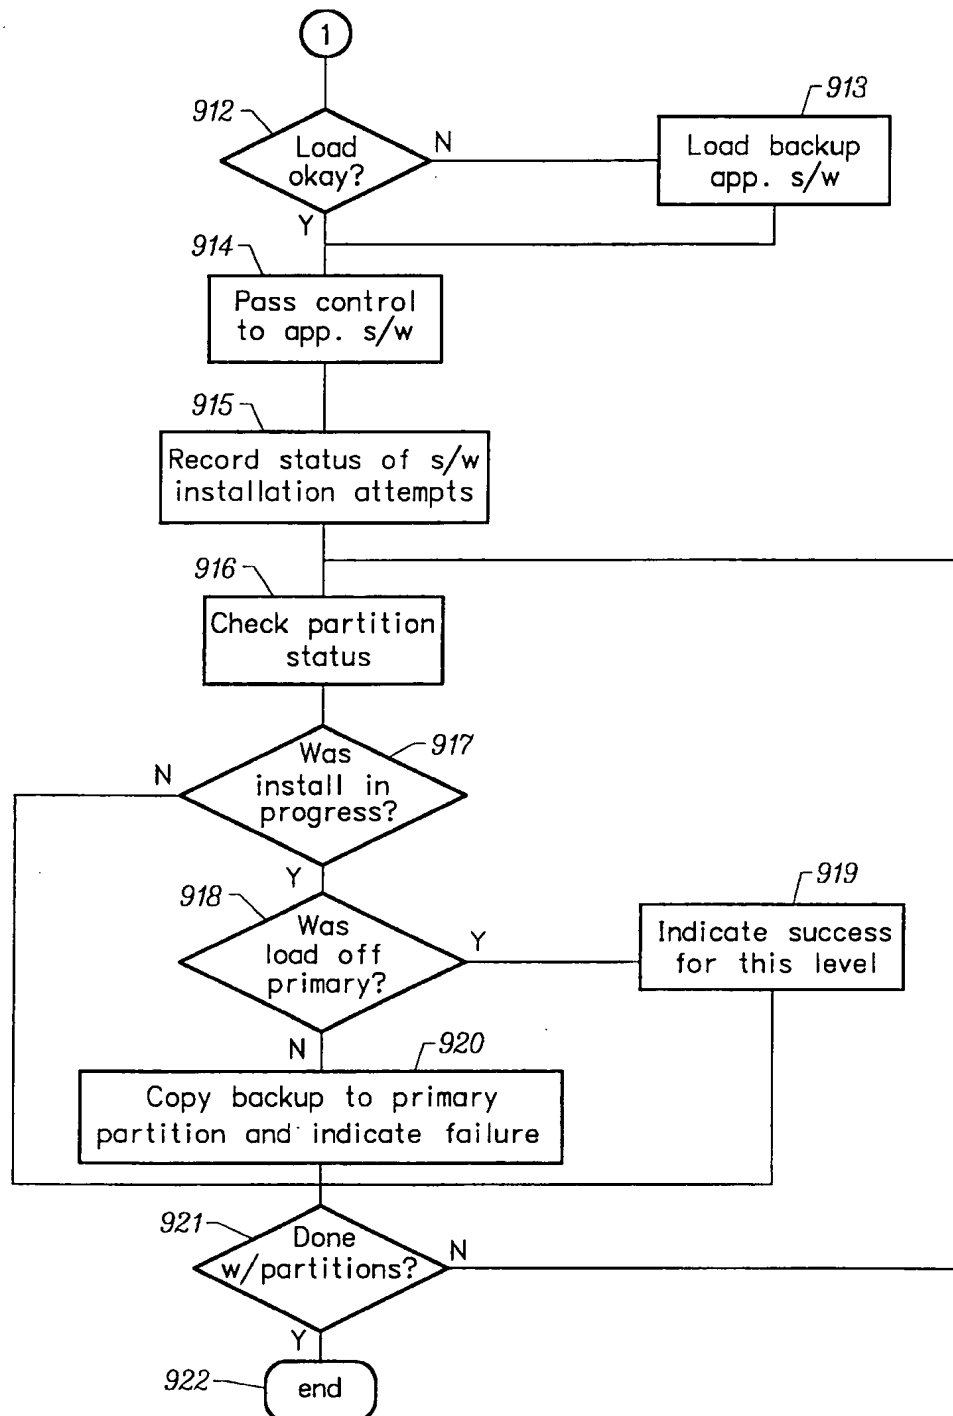 1
912
Load
okay?
N
Y
913
Load backup
app. s/w
914
Pass control
to app. s/w
915
Record status of s/w
installation attempts
916
Check partition
status
917
Was
install in
progress?
N
Y
918
Was
load off
primary?
Y
N
919
Indicate success
for this level
920
Copy backup to primary
partition and indicate failure
921
Done
w/partitions?
N
Y
922
end